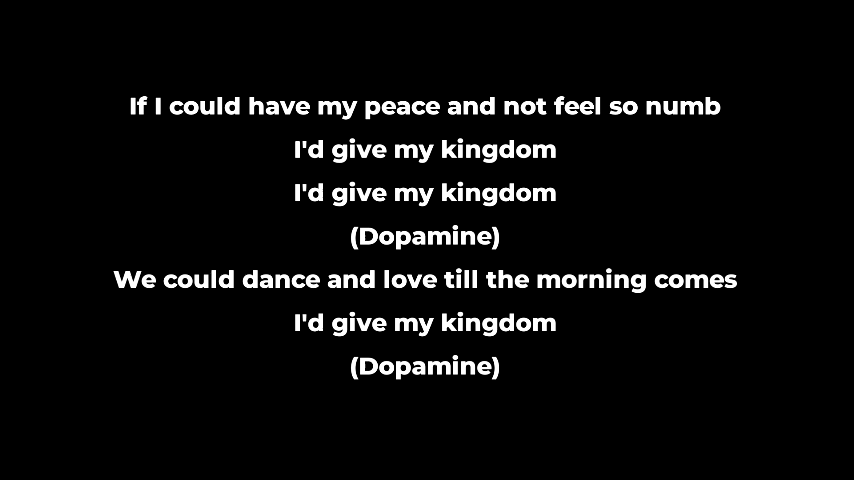 If I could have my peace and not feel so numb
I'd give my kingdom
I'd give my kingdom
(Dopamine)
We could dance and love till the morning comes
I'd give my kingdom
(Dopamine)